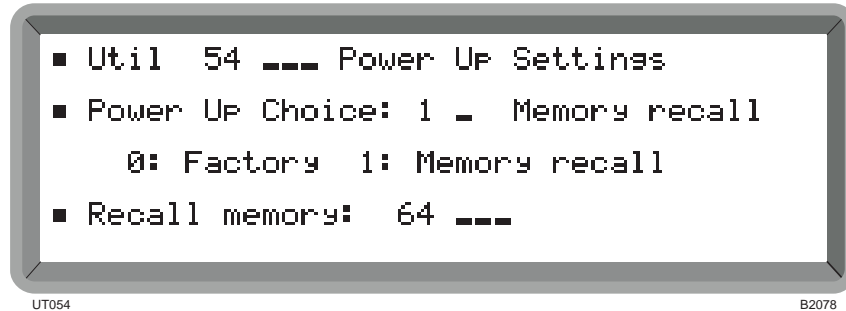 ■ Util 54 ___ Power Up Settings
■ Power Up Choice: 1 _ Memory recall
0: Factory 1: Memory recall
■ Recall memory: 64 ___
UT054 B2078